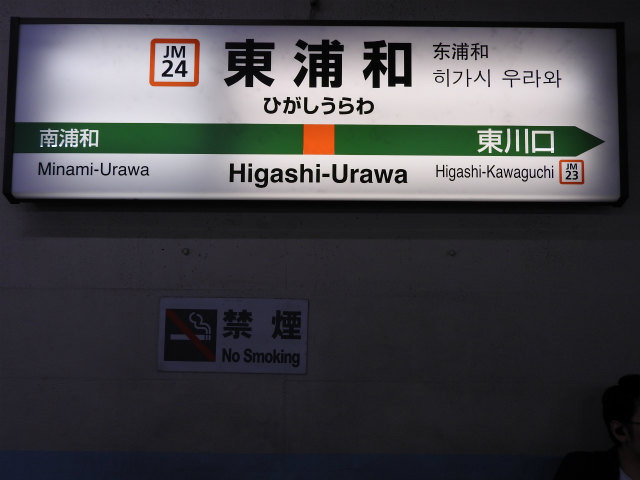 JM
24
東浦和
东浦和
히가시 우라와
ひがしうらわ
南浦和
東川口
Minami-Urawa
Higashi-Urawa
Higashi-Kawaguchi
JM
23
禁煙
No Smoking